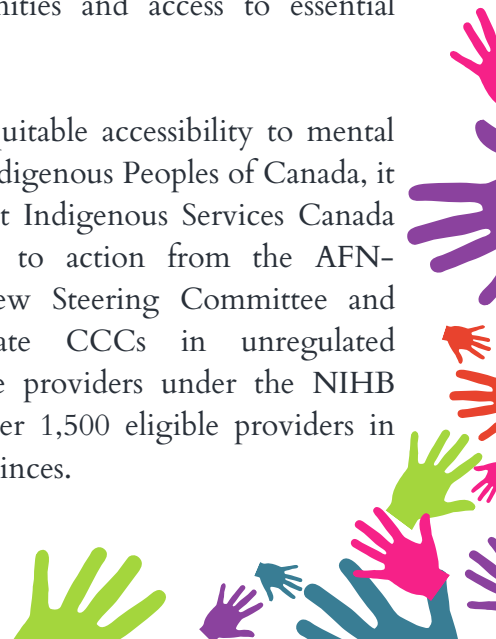 nities and access to essential
uitable accessibility to mental
digenous Peoples of Canada, it
t Indigenous Services Canada
to action from the AFN-
ew Steering Committee and
ate CCCs in unregulated
e providers under the NIHB
er 1,500 eligible providers in
inces.